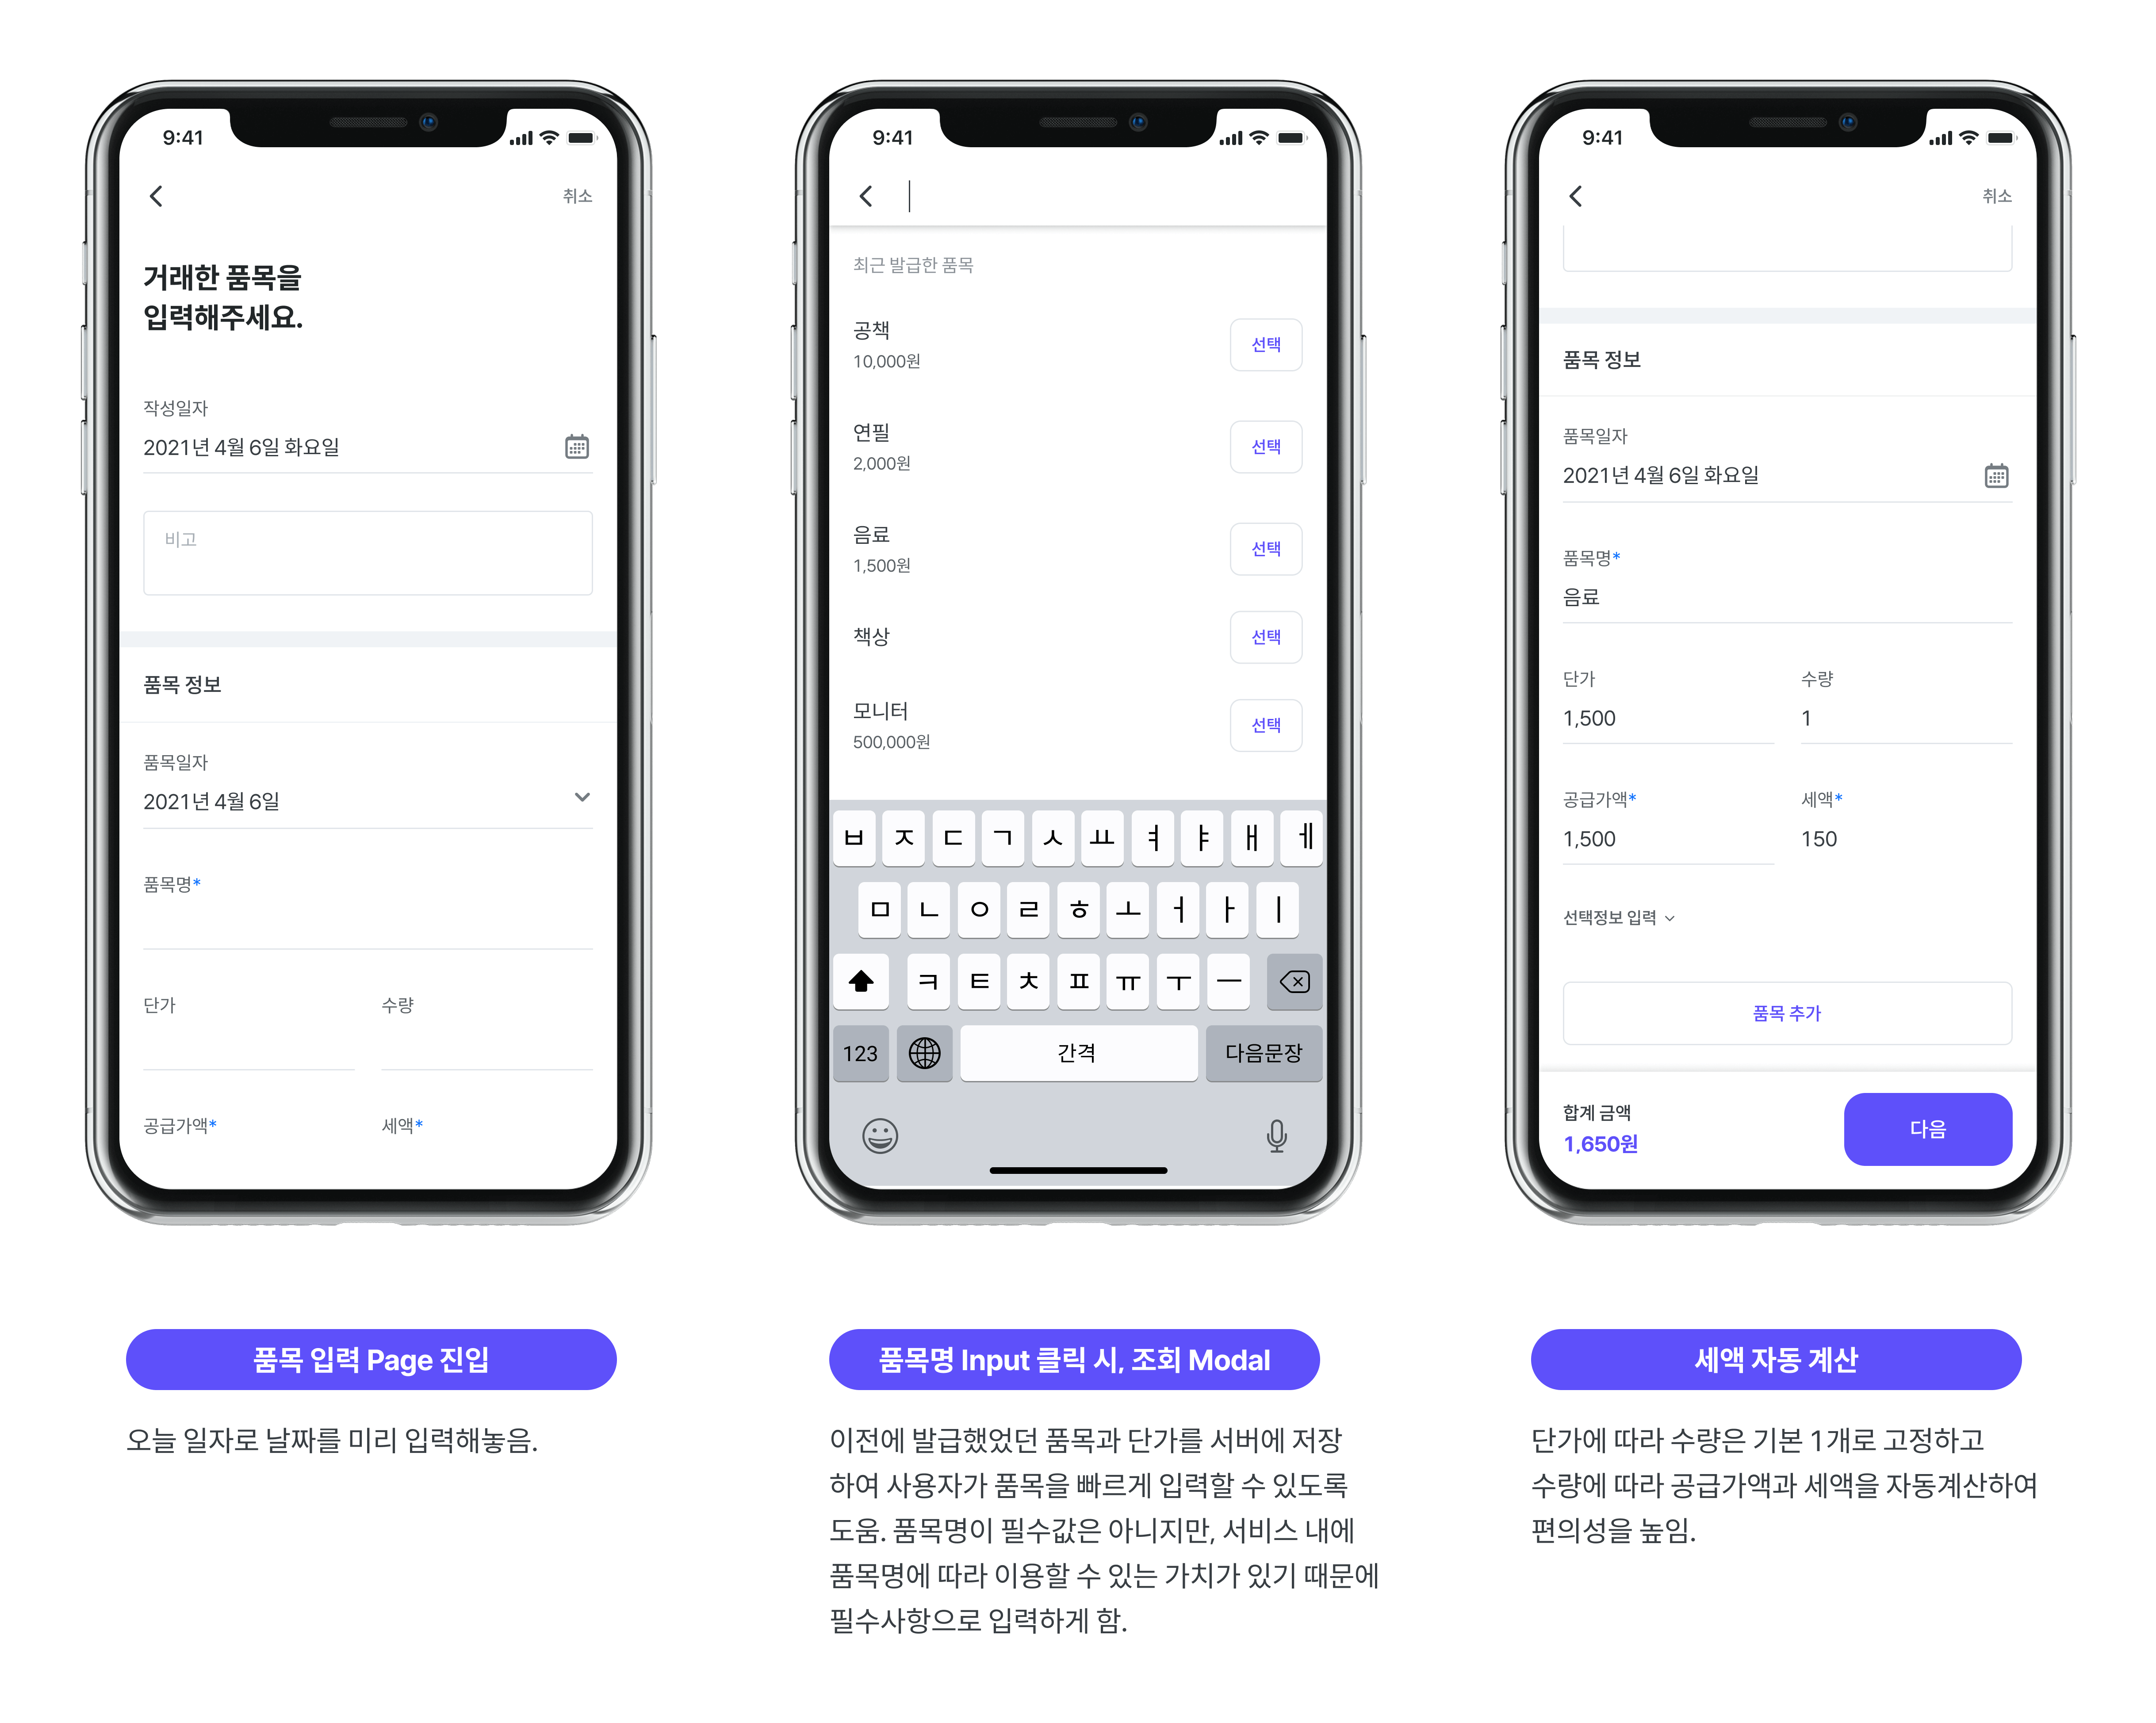 9:41
취소
거래한 품목을
입력해주세요.
작성일자
2021년 4월 6일 화요일
비고
품목 정보
품목일자
2021년 4월 6일
품목명*
단가 수량
공급가액* 세액*
품목 입력 Page 진입
오늘 일자로 날짜를 미리 입력해놓음.
9:41
최근 발급한 품목
공책
10,000원
선택
연필
2,000원
선택
음료
1,500원
선택
책상
선택
모니터
500,000원
선택
ㅂ ㅈ ㄷ ㄱ ㅅ ㅛ ㅕ ㅑ ㅐ ㅔ
ㅁ ㄴ ㅇ ㄹ ㅎ ㅗ ㅓ ㅏ ㅣ
ㅋ ㅌ ㅊ ㅍ ㅠ ㅜ ㅡ
123 간격 다음문장
품목명 Input 클릭 시, 조회 Modal
이전에 발급했었던 품목과 단가를 서버에 저장
하여 사용자가 품목을 빠르게 입력할 수 있도록
도움. 품목명이 필수값은 아니지만, 서비스 내에
품목명에 따라 이용할 수 있는 가치가 있기 때문에
필수사항으로 입력하게 함.
9:41
취소
품목 정보
품목일자
2021년 4월 6일 화요일
품목명*
음료
단가 수량
1,500 1
공급가액* 세액*
1,500 150
선택정보 입력
품목 추가
합계 금액
1,650원
다음
세액 자동 계산
단가에 따라 수량은 기본 1개로 고정하고
수량에 따라 공급가액과 세액을 자동계산하여
편의성을 높임.